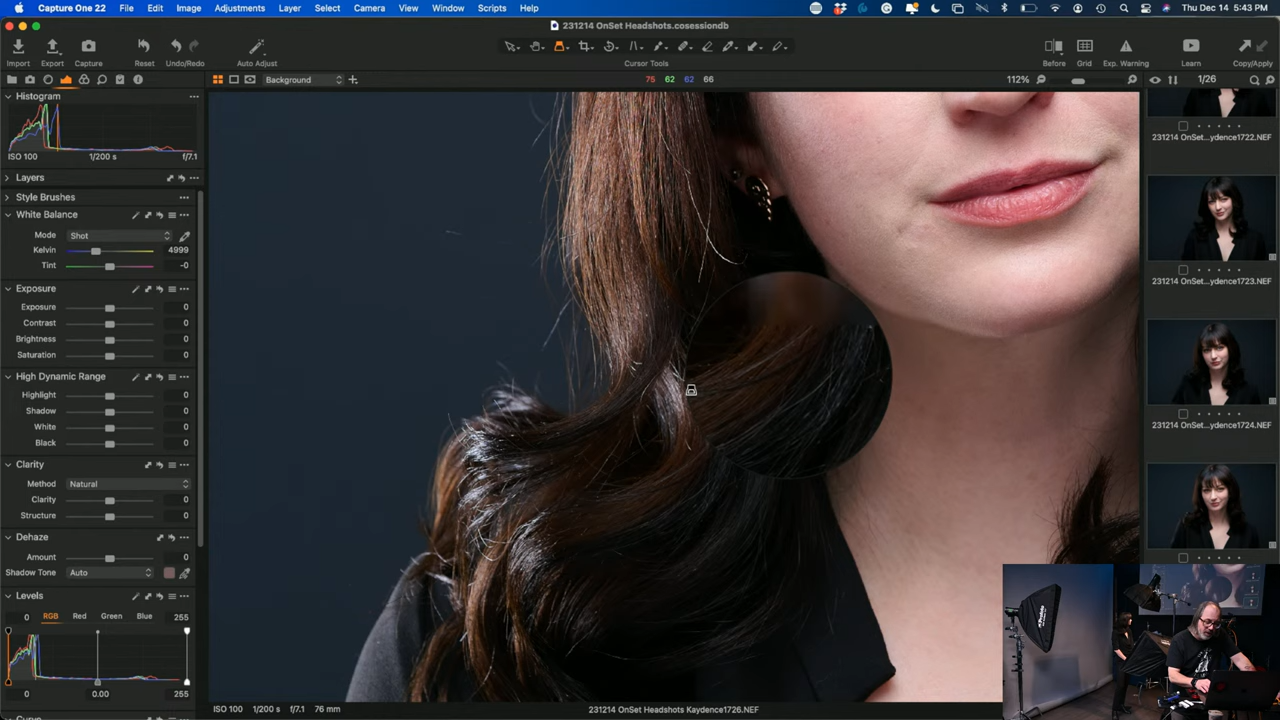 Capture One 22 File Edit Image Adjustments Layer Select Camera View Window Scripts Help Thu Dec 14 5:43 PM
231214 OnSet Headshots.cosessiondb
Import Export Capture Reset Undo/Redo Auto Adjust Cursor Tools Before Grid Exp. Warning Learn Copy/Apply
Background 75 62 62 66 112% 1/26
Histogram
ISO 100 1/200 s f/7.1
Layers
Style Brushes
White Balance
Mode Shot
Kelvin 4999
Tint -0
Exposure
Exposure 0
Contrast 0
Brightness 0
Saturation 0
High Dynamic Range
Highlight 0
Shadow 0
White 0
Black 0
Clarity
Method Natural
Clarity 0
Structure 0
Dehaze
Amount 0
Shadow Tone Auto
Levels
0 RGB Red Green Blue 255
0 0.00 255
231214 OnSet...ydence1722.NEF
231214 OnSet...ydence1723.NEF
231214 OnSet...ydence1724.NEF
ISO 100 1/200 s f/7.1 76 mm 231214 OnSet Headshots Kaydence1726.NEF